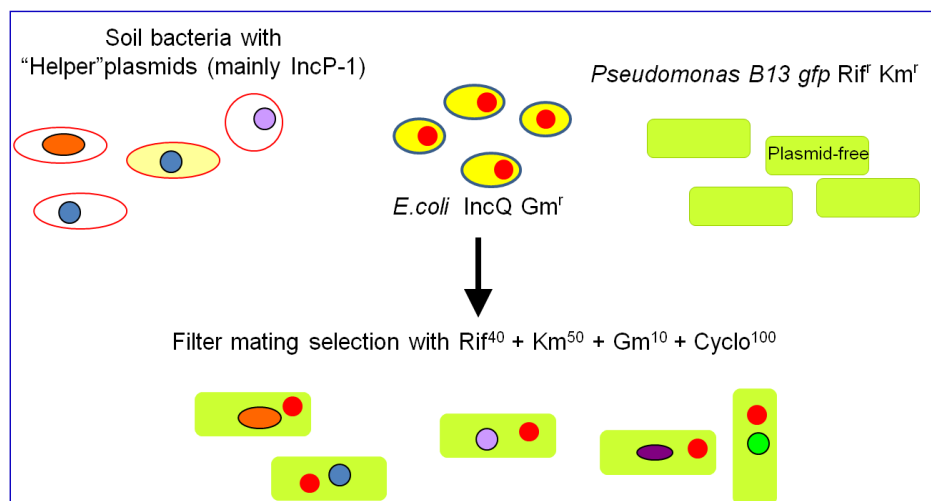 Soil bacteria with
“Helper”plasmids (mainly IncP-1)
Pseudomonas B13 gfp Rifʳ Kmʳ
Plasmid-free
E.coli IncQ Gmʳ
Filter mating selection with Rif⁴⁰ + Km⁵⁰ + Gm¹⁰ + Cyclo¹⁰⁰